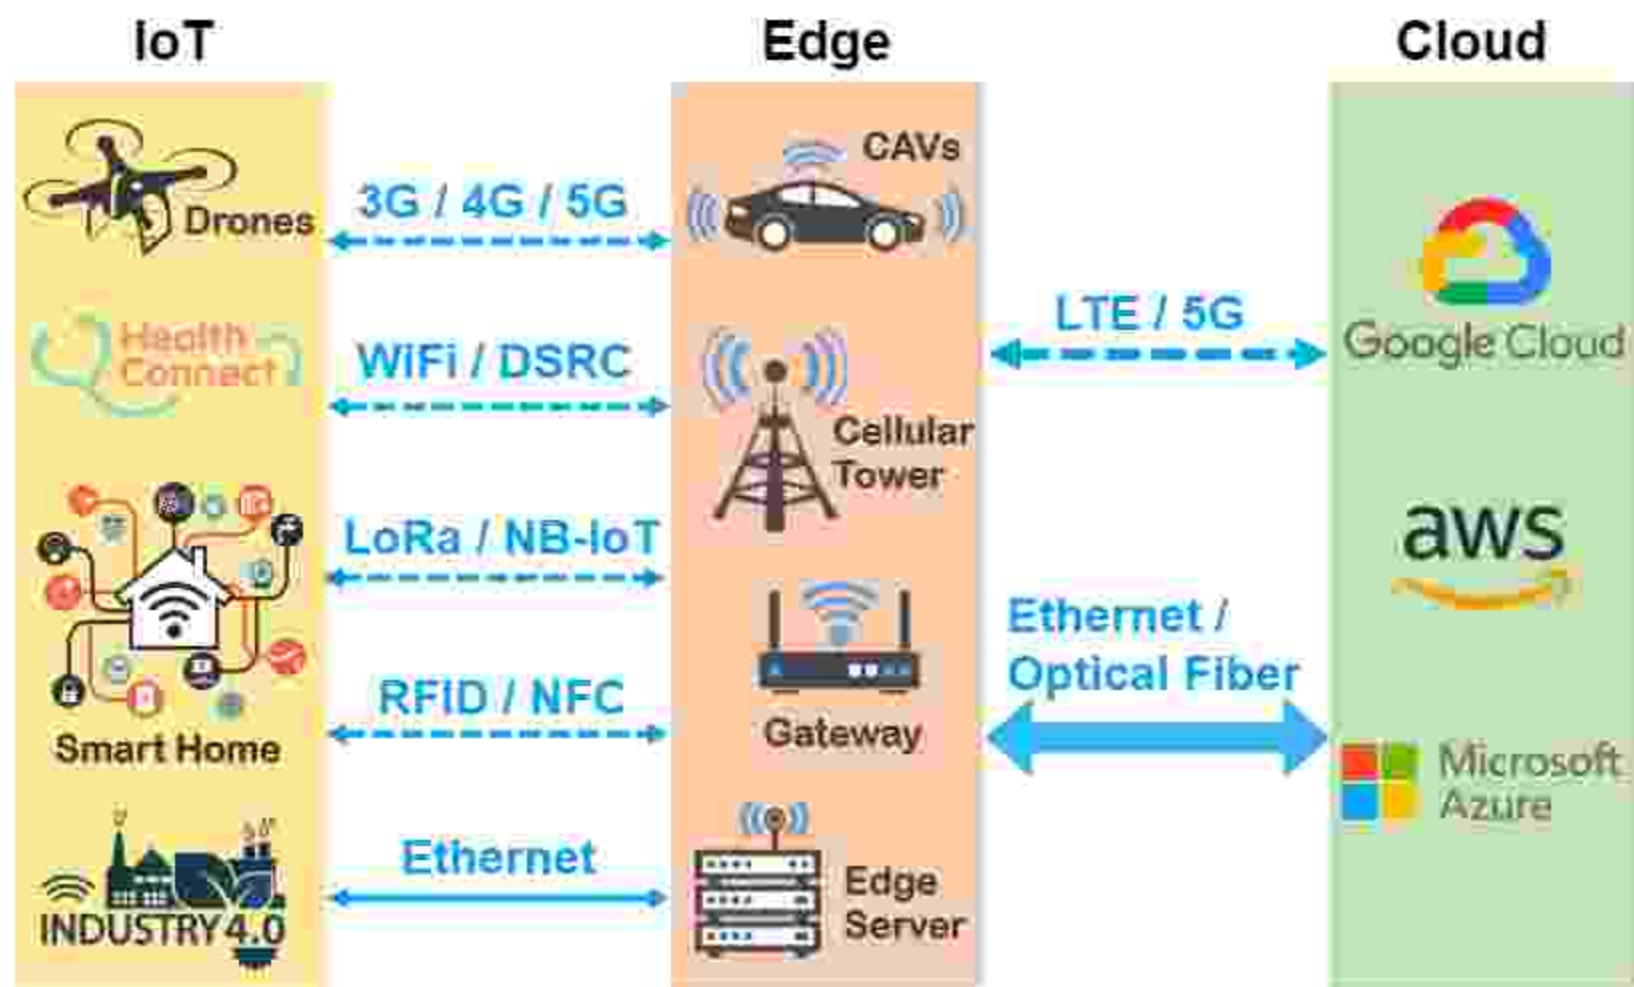 IoT
Edge
Cloud
Drones
Health
Connect
Smart Home
INDUSTRY 4.0
3G / 4G / 5G
WiFi / DSRC
LoRa / NB-IoT
RFID / NFC
Ethernet
CAVs
Cellular
Tower
Gateway
Edge
Server
LTE / 5G
Ethernet /
Optical Fiber
Google Cloud
aws
Microsoft
Azure